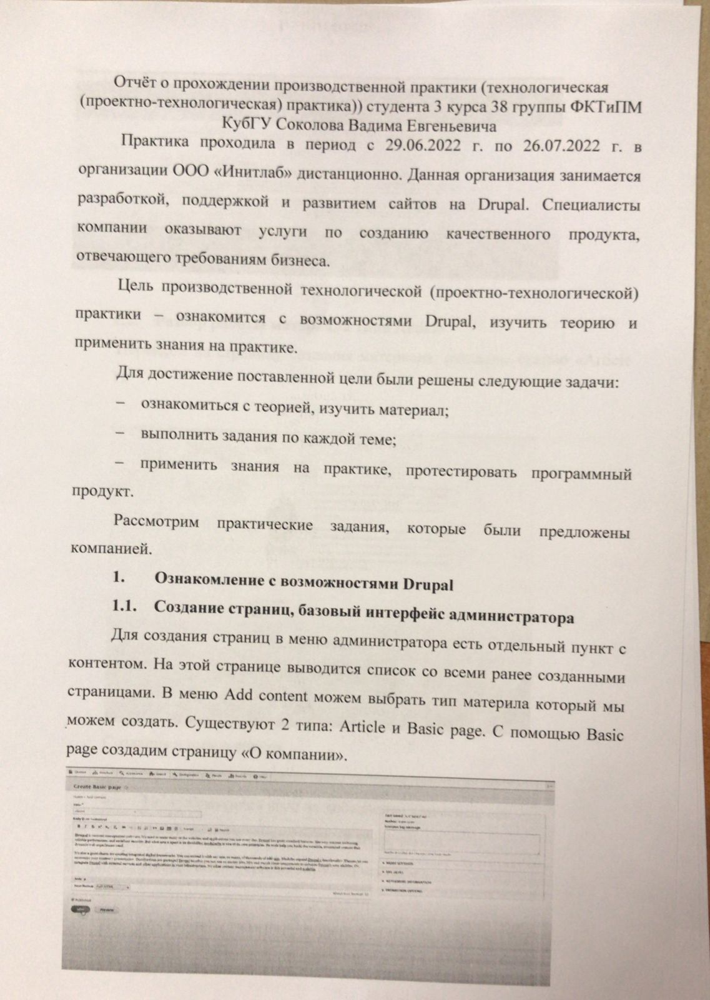 Отчёт о прохождении производственной практики (технологическая
(проектно-технологическая) практика)) студента 3 курса 38 группы ФКТиПМ
КубГУ Соколова Вадима Евгеньевича
Практика проходила в период с 29.06.2022 г. по 26.07.2022 г. в
организации ООО «Инитлаб» дистанционно. Данная организация занимается
разработкой, поддержкой и развитием сайтов на Drupal. Специалисты
компании оказывают услуги по созданию качественного продукта,
отвечающего требованиям бизнеса.
Цель производственной технологической (проектно-технологической)
практики – ознакомится с возможностями Drupal, изучить теорию и
применить знания на практике.
Для достижение поставленной цели были решены следующие задачи:
– ознакомиться с теорией, изучить материал;
– выполнить задания по каждой теме;
– применить знания на практике, протестировать программный
продукт.
Рассмотрим практические задания, которые были предложены
компанией.
1. Ознакомление с возможностями Drupal
1.1. Создание страниц, базовый интерфейс администратора
Для создания страниц в меню администратора есть отдельный пункт с
контентом. На этой странице выводится список со всеми ранее созданными
страницами. В меню Add content можем выбрать тип материла который мы
можем создать. Существуют 2 типа: Article и Basic page. С помощью Basic
page создадим страницу «О компании».
Create Basic page
Preview